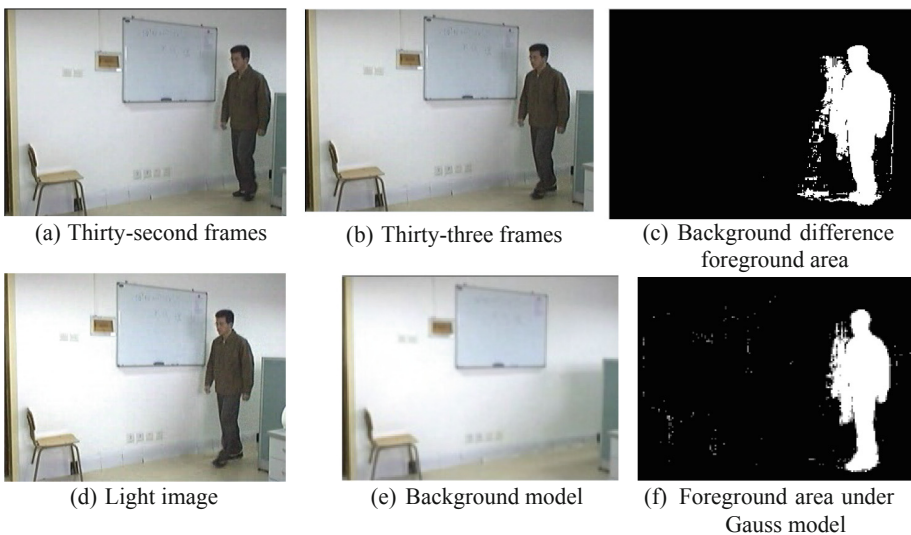 (a) Thirty-second frames
(b) Thirty-three frames
(c) Background difference
foreground area
(d) Light image
(e) Background model
(f) Foreground area under
Gauss model